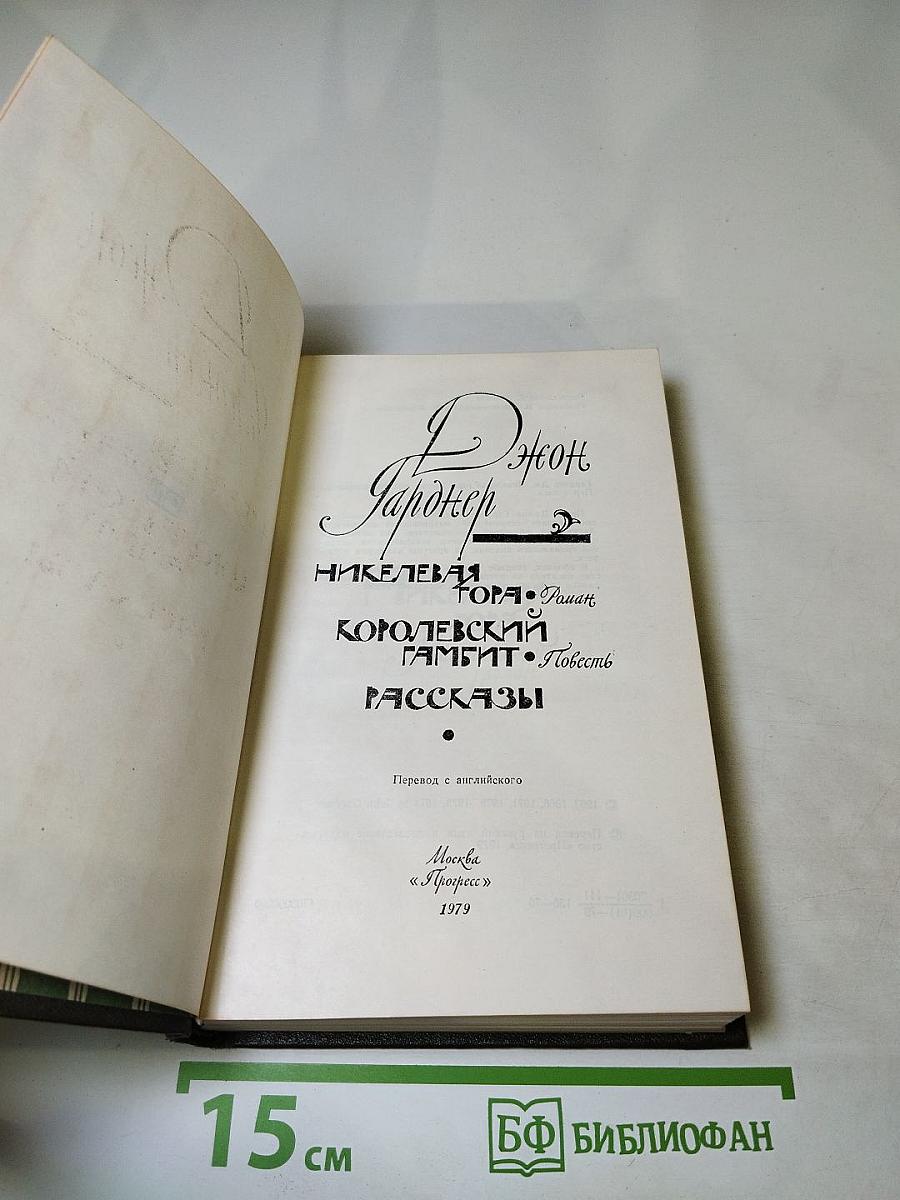 Джон
Гарднер
НИКЕЛЕВАЯ
ГОРА • Роман
КОРОЛЕВСКИЙ
ГАМБИТ • Повесть
РАССКАЗЫ
•
Перевод с английского
Москва
«Прогресс»
1979
15 см
БФ БИБЛИОФАН